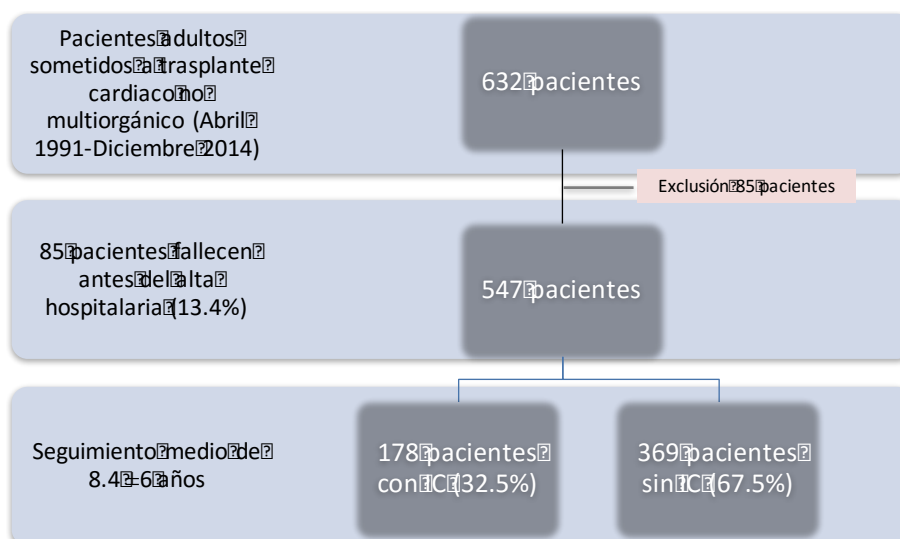 Pacientes adultos
sometidos a trasplante
cardiaco no
multiorgánico (Abril
1991-Diciembre 2014)
632 pacientes
Exclusión 85 pacientes
85 pacientes fallecen
antes del alta
hospitalaria (13.4%)
547 pacientes
Seguimiento medio de
8.4 6 años
178 pacientes
con IC (32.5%)
369 pacientes
sin IC (67.5%)